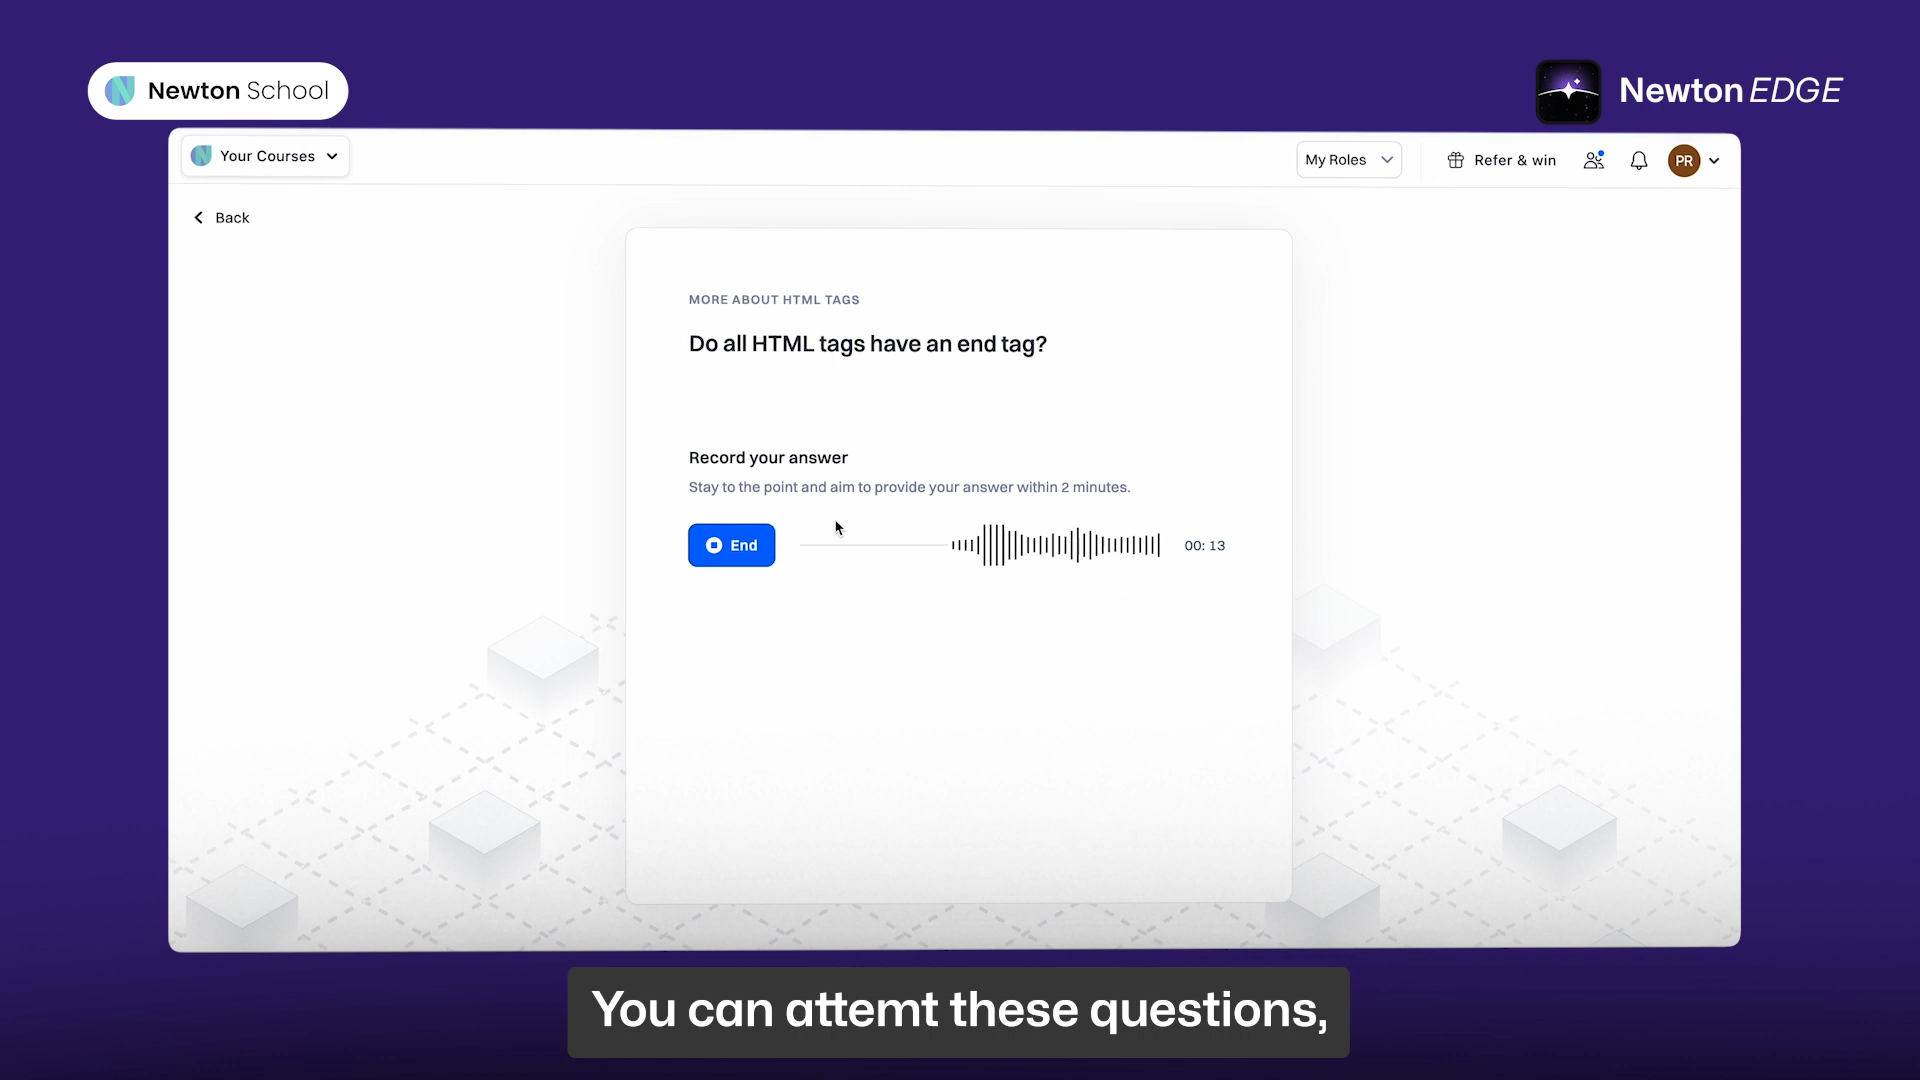 Newton School
Newton EDGE
Your Courses
My Roles
Refer & win
PR
Back
MORE ABOUT HTML TAGS
Do all HTML tags have an end tag?
Record your answer
Stay to the point and aim to provide your answer within 2 minutes.
End
00: 13
You can attemt these questions,